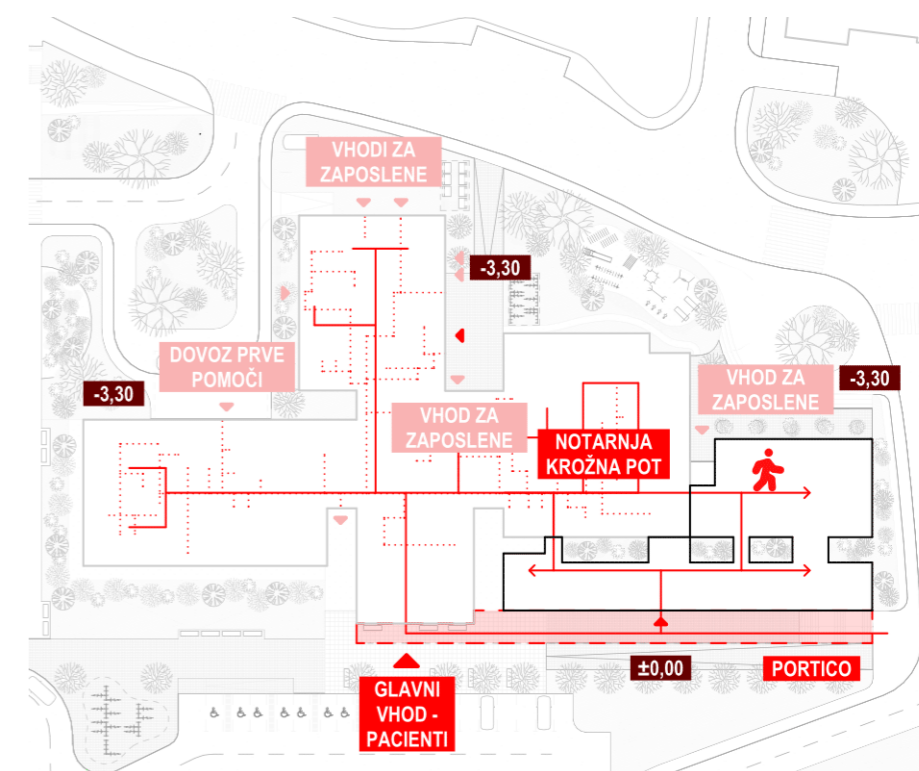 VHODI ZA
ZAPOSLENE
-3,30
DOVOZ PRVE
POMOČI
-3,30
VHOD ZA
ZAPOSLENE
-3,30
VHOD ZA
ZAPOSLENE
NOTARNJA
KROŽNA POT
±0,00
PORTICO
GLAVNI
VHOD -
PACIENTI